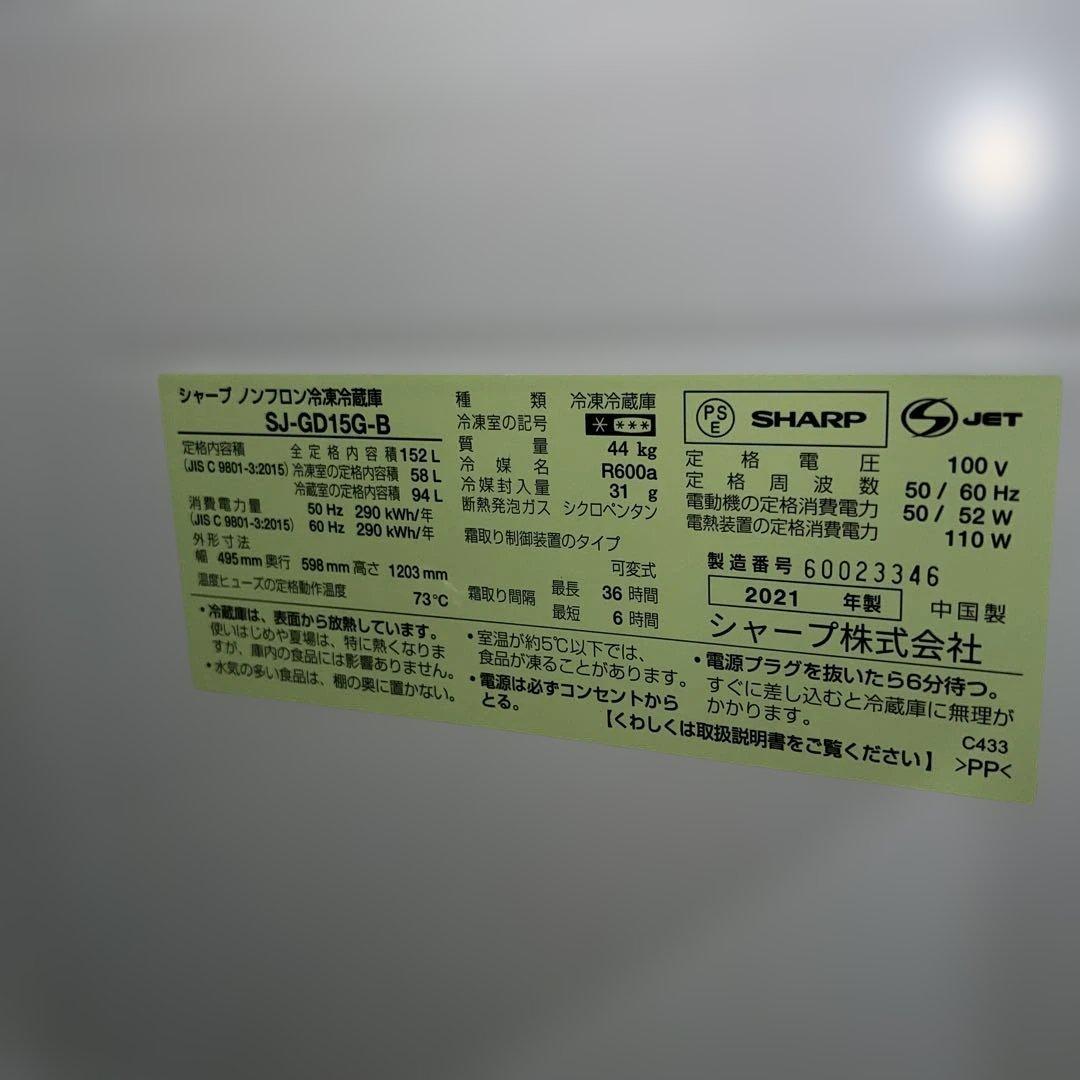 シャープ ノンフロン冷凍冷蔵庫
SJ-GD15G-B
定格内容積 全定格内容積 152 L
(JIS C 9801-3:2015) 冷凍室の定格内容積 58 L
冷蔵室の定格内容積 94 L
消費電力量 50 Hz 290 kWh/年
(JIS C 9801-3:2015) 60 Hz 290 kWh/年
外形寸法
幅 495 mm 奥行 598 mm 高さ 1203 mm
温度ヒューズの定格動作温度 73℃
種類 冷凍冷蔵庫
冷凍室の記号 * ***
質量 44 kg
冷媒名 R600a
冷媒封入量 31 g
断熱発泡ガス シクロペンタン
霜取り制御装置のタイプ
可変式
霜取り間隔 最長 36 時間
最短 6 時間
PS
E
SHARP
JET
定格電圧 100 V
定格周波数 50 / 60 Hz
電動機の定格消費電力 50 / 52 W
電熱装置の定格消費電力 110 W
製造番号 60023346
2021 年製 中国製
シャープ株式会社
・冷蔵庫は、表面から放熱しています。
使いはじめや夏場は、特に熱くなりま
すが、庫内の食品には影響ありません。
・水気の多い食品は、棚の奥に置かない。
・室温が約5℃以下では、
食品が凍ることがあります。
・電源は必ずコンセントから
とる。
・電源プラグを抜いたら6分待つ。
すぐに差し込むと冷蔵庫に無理が
かかります。
【くわしくは取扱説明書をご覧ください】
C433
>PP<